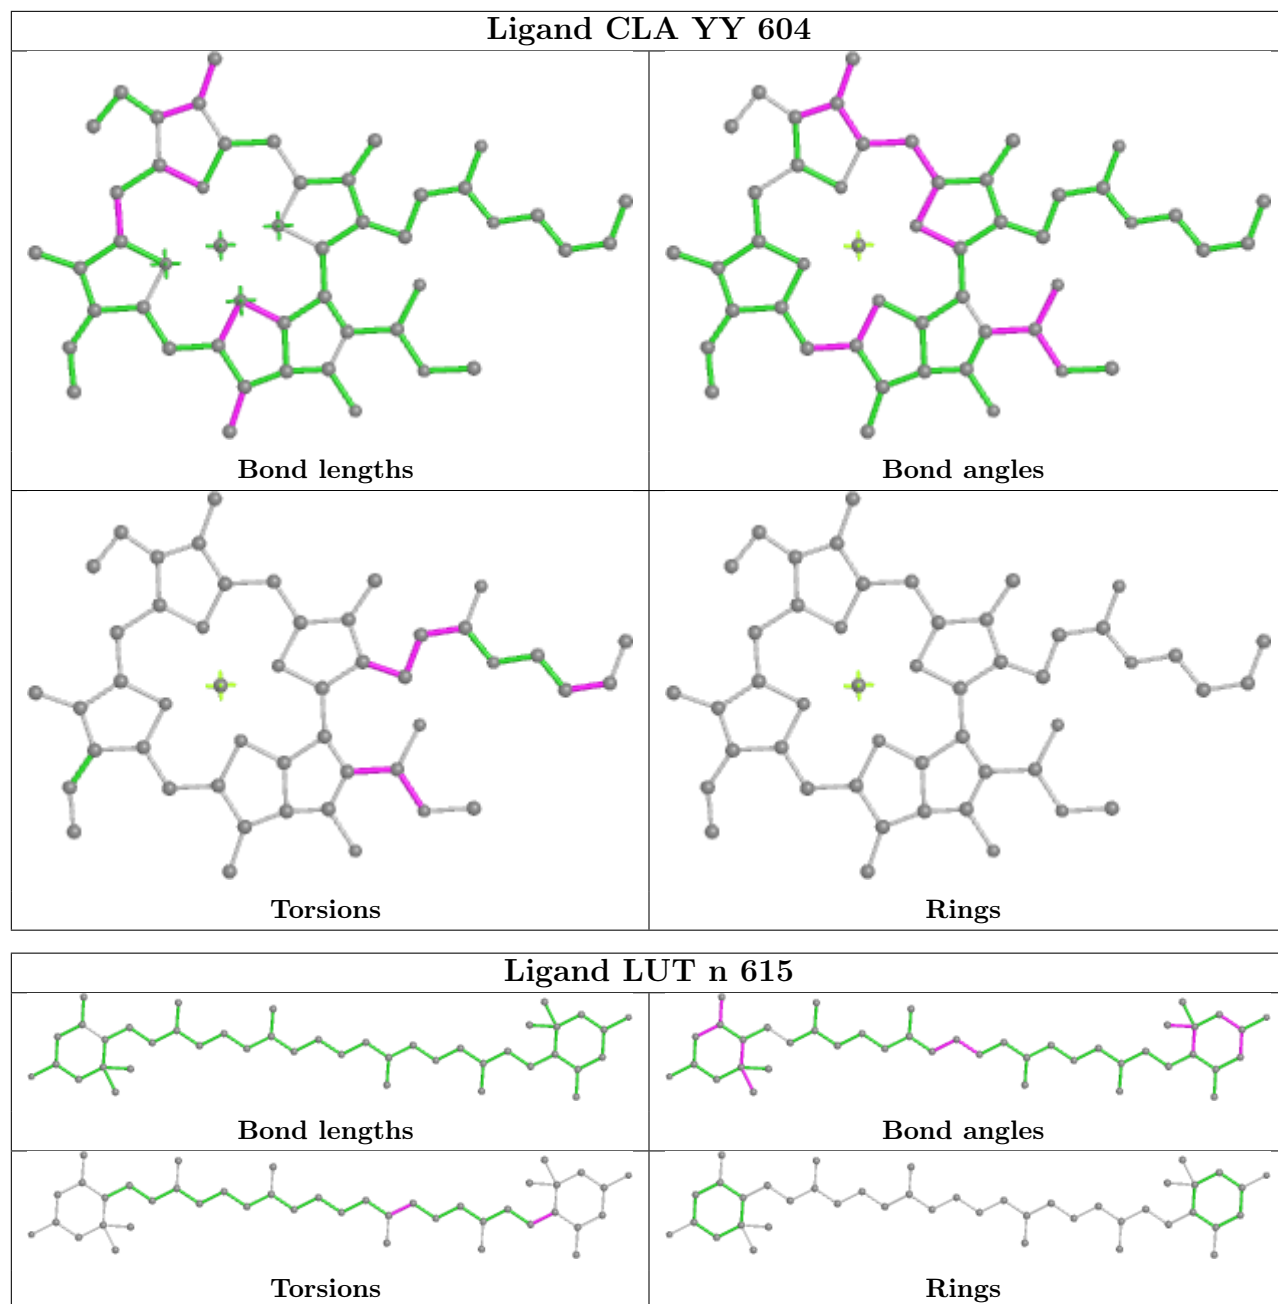 Ligand CLA YY 604
Bond lengths
Bond angles
Torsions
Rings
Ligand LUT n 615
Bond lengths
Bond angles
Torsions
Rings